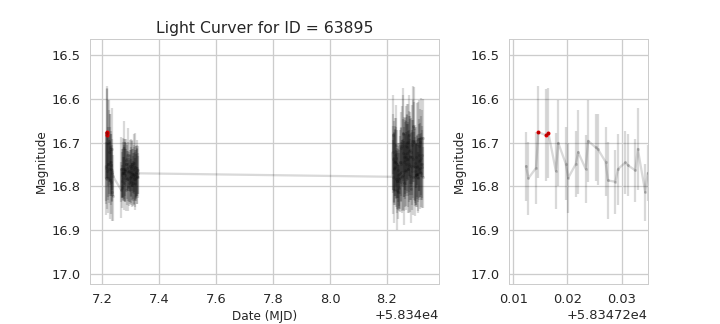 Light Curver for ID = 63895
Magnitude
16.5
16.6
16.7
16.8
16.9
17.0
7.2 7.4 7.6 7.8 8.0 8.2
Date (MJD)
+5.834e4
Magnitude
16.5
16.6
16.7
16.8
16.9
17.0
0.01 0.02 0.03
+5.83472e4